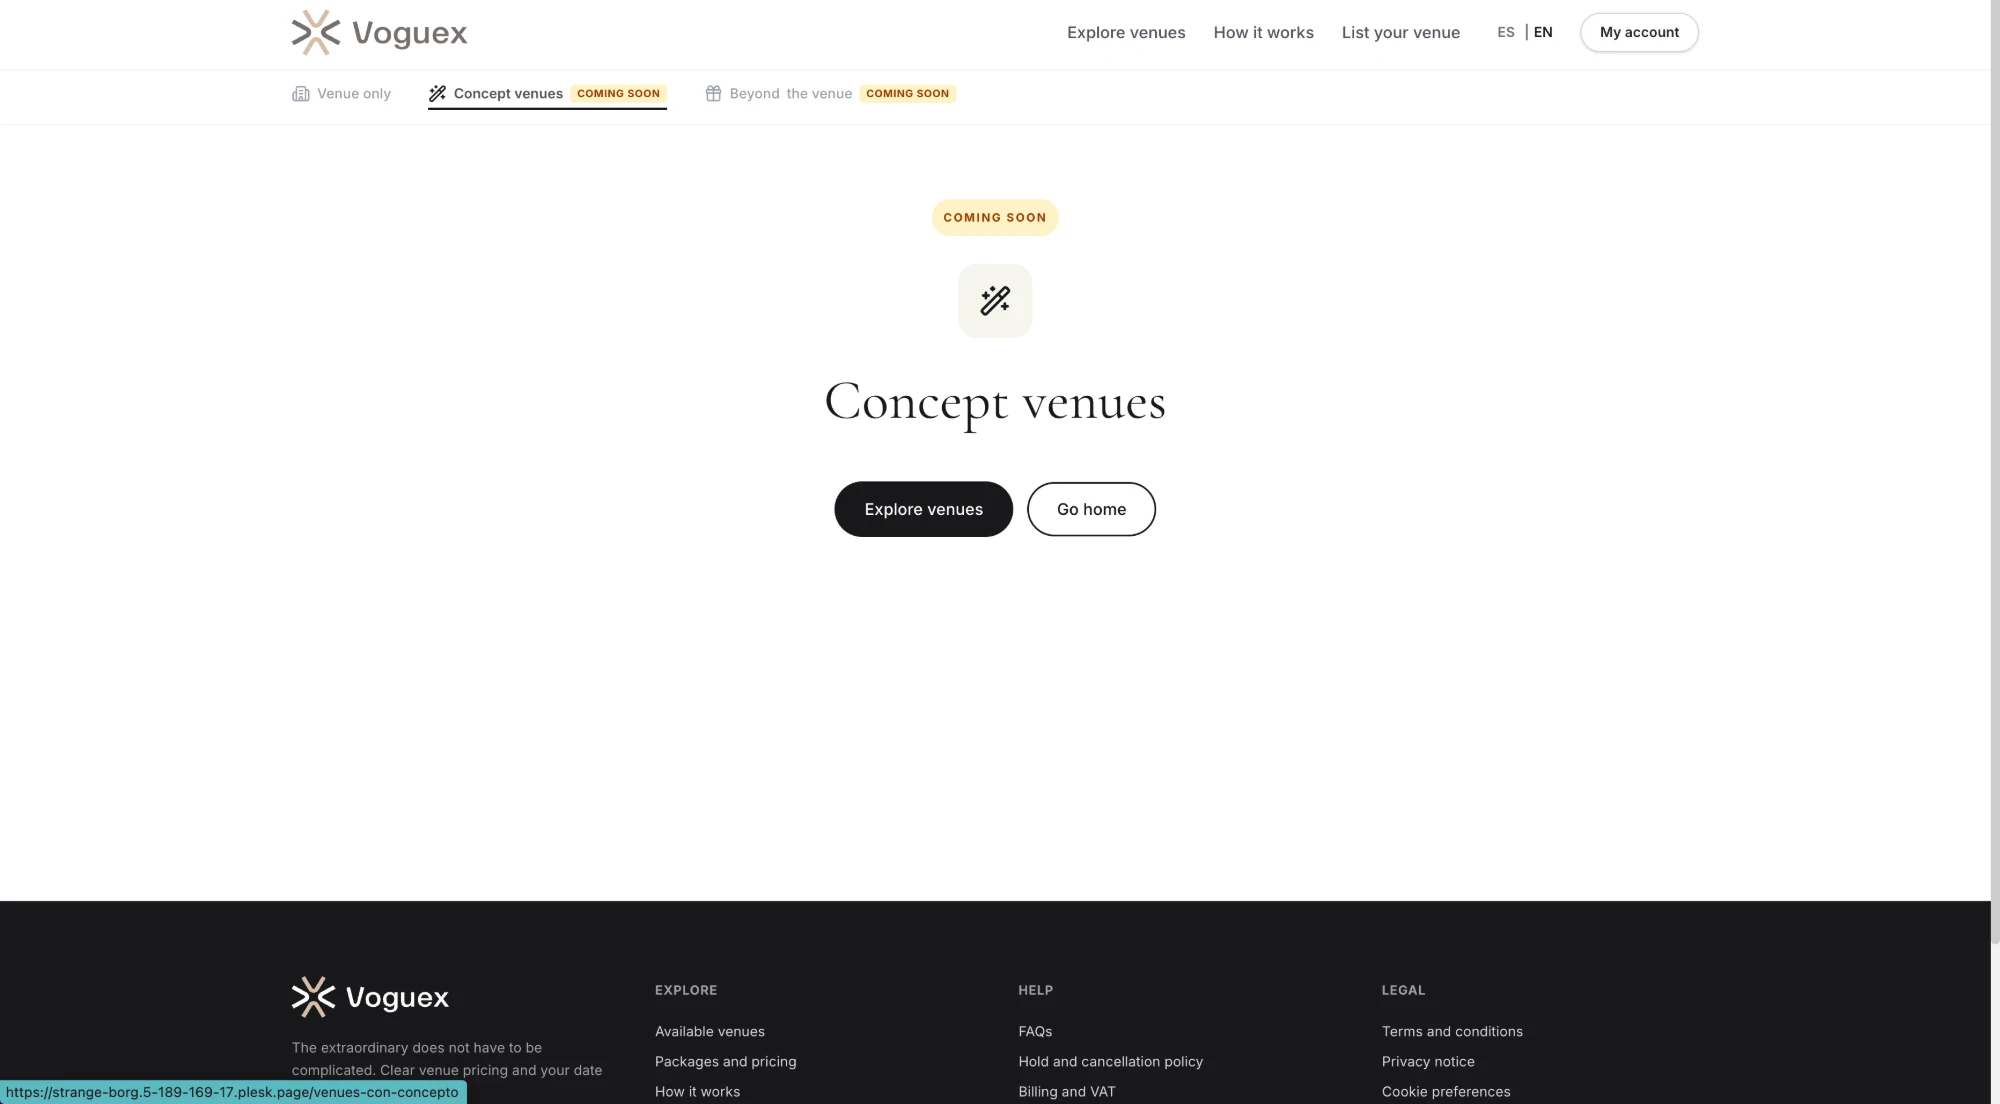 Voguex
Explore venues
How it works
List your venue
ES | EN
My account
Venue only
Concept venues COMING SOON
Beyond the venue COMING SOON
COMING SOON
Concept venues
Explore venues
Go home
Voguex
The extraordinary does not have to be
complicated. Clear venue pricing and your date
EXPLORE
Available venues
Packages and pricing
How it works
HELP
FAQs
Hold and cancellation policy
Billing and VAT
LEGAL
Terms and conditions
Privacy notice
Cookie preferences
https://strange-borg.5-189-169-17.plesk.page/venues-con-concepto